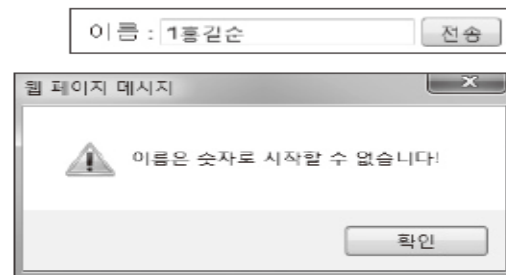 이름 : 1홍길순 전송
웹 페이지 메시지
이름은 숫자로 시작할 수 없습니다!
확인